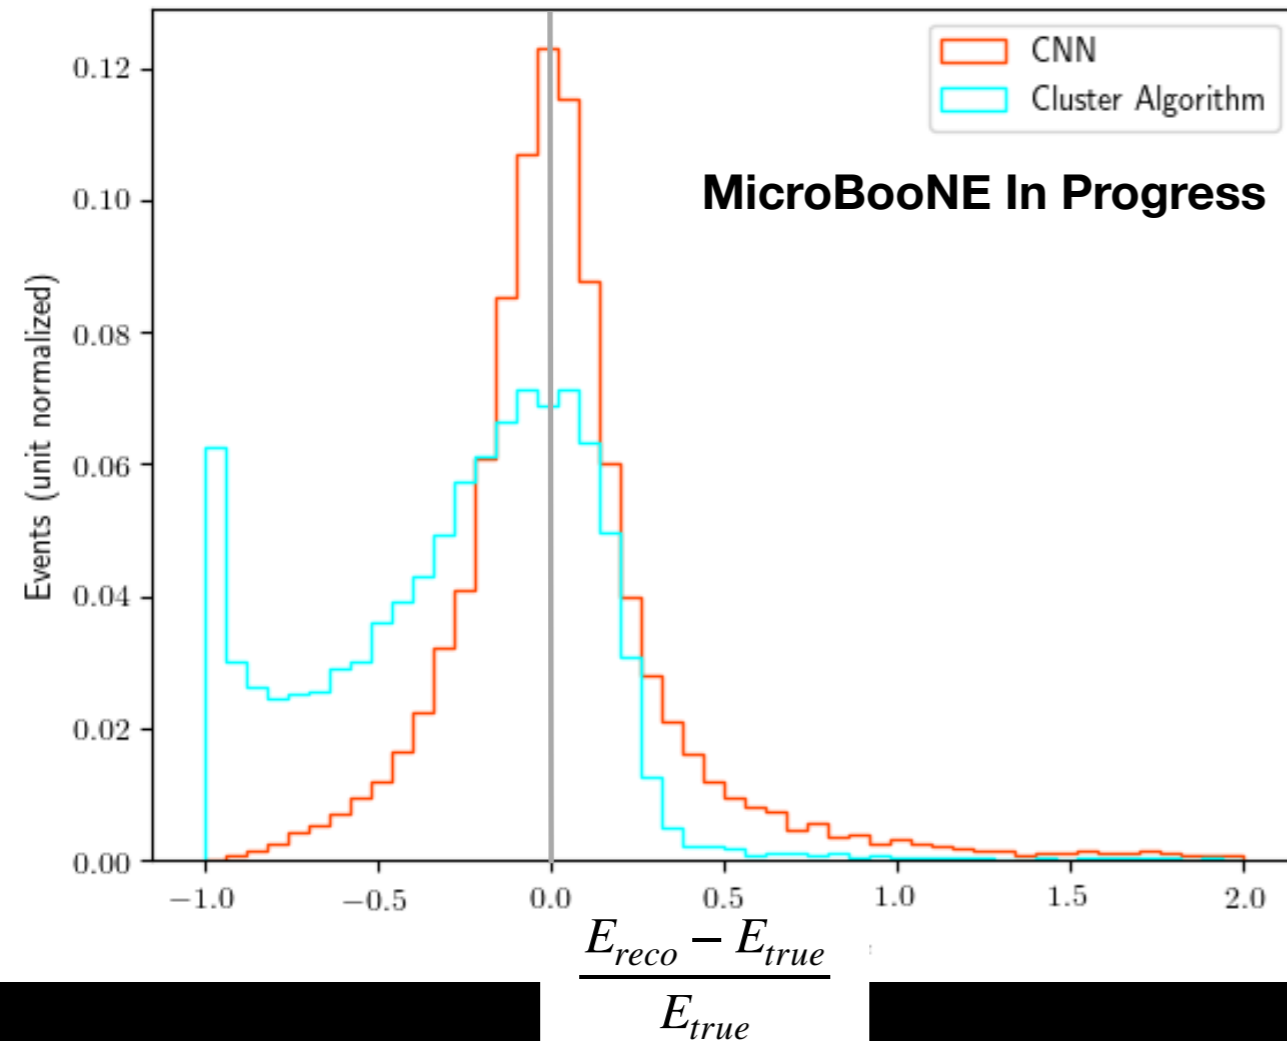 CNN
Cluster Algorithm
MicroBooNE In Progress
Events (unit normalized)
0.12
0.10
0.08
0.06
0.04
0.02
0.00
−1.0 −0.5 0.0 0.5 1.0 1.5 2.0
E_reco − E_true
E_true